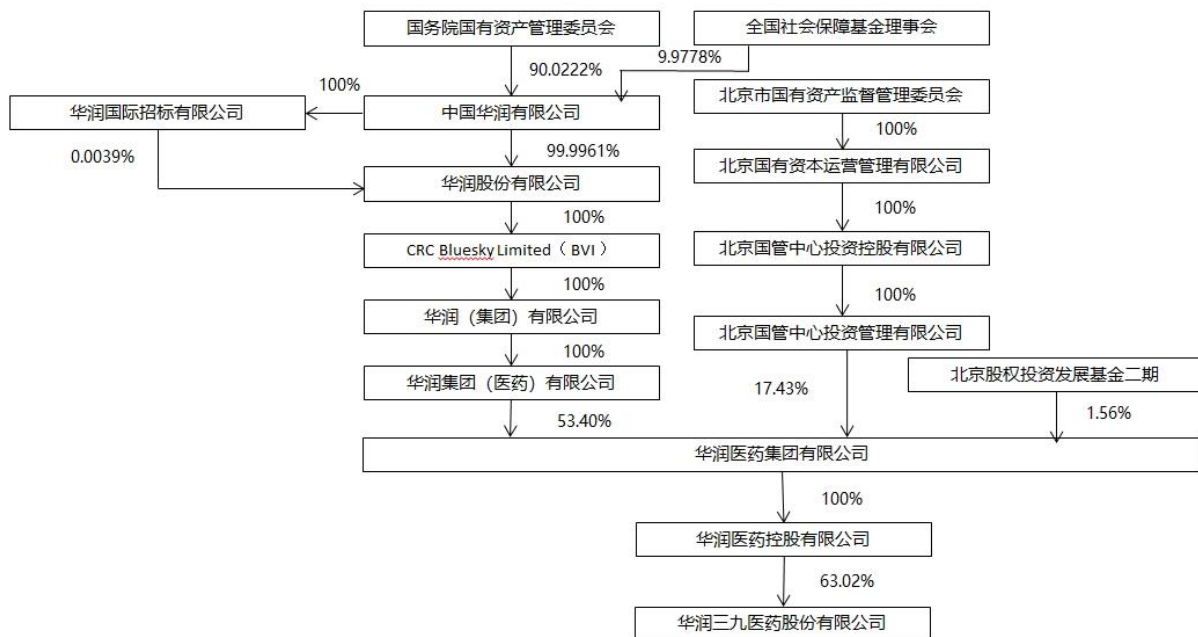 国务院国有资产管理委员会
全国社会保障基金理事会
90.0222%
9.9778%
100%
北京市国有资产监督管理委员会
华润国际招标有限公司
中国华润有限公司
100%
0.0039%
99.9961%
北京国有资本运营管理有限公司
华润股份有限公司
100%
100%
CRC Bluesky Limited（BVI）
北京国管中心投资控股有限公司
100%
100%
华润（集团）有限公司
北京国管中心投资管理有限公司
100%
华润集团（医药）有限公司
17.43%
北京股权投资发展基金二期
53.40%
1.56%
华润医药集团有限公司
100%
华润医药控股有限公司
63.02%
华润三九医药股份有限公司